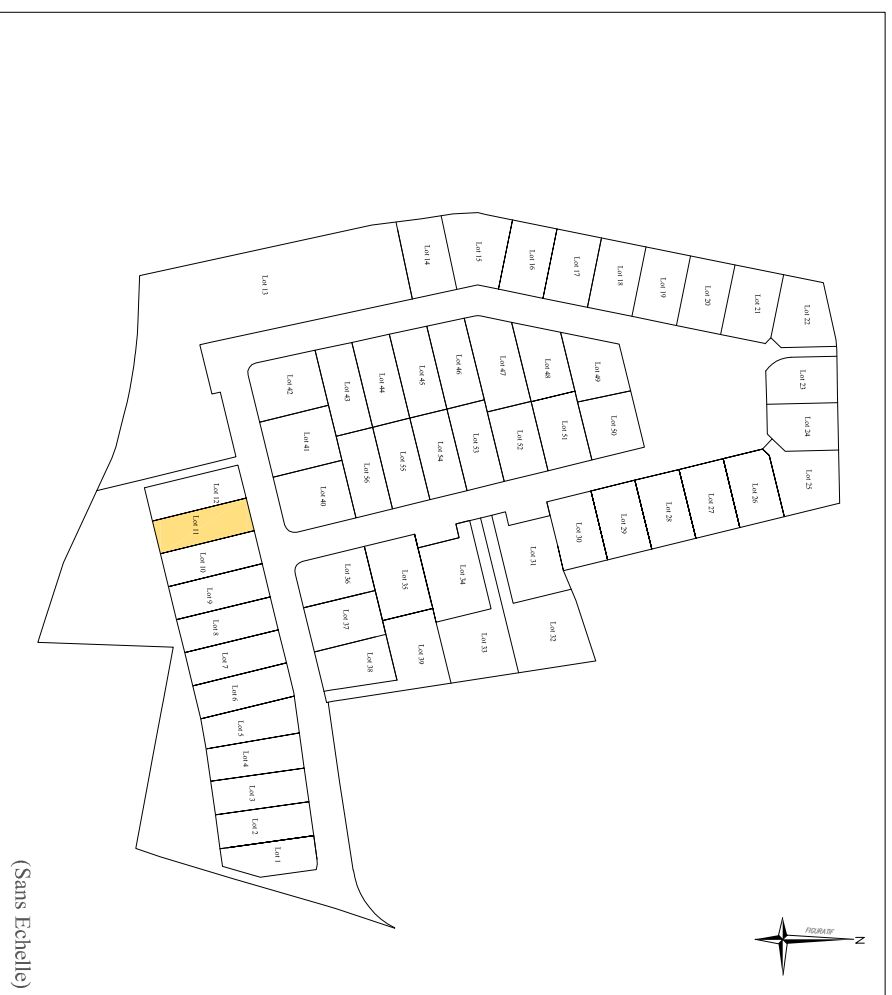 Lot 1
Lot 2
Lot 3
Lot 4
Lot 5
Lot 6
Lot 7
Lot 8
Lot 9
Lot 10
Lot 11
Lot 12
Lot 13
Lot 14
Lot 15
Lot 16
Lot 17
Lot 18
Lot 19
Lot 20
Lot 21
Lot 22
Lot 23
Lot 24
Lot 25
Lot 26
Lot 27
Lot 28
Lot 29
Lot 30
Lot 31
Lot 32
Lot 33
Lot 34
Lot 35
Lot 36
Lot 37
Lot 38
Lot 39
Lot 40
Lot 41
Lot 42
Lot 43
Lot 44
Lot 45
Lot 46
Lot 47
Lot 48
Lot 49
Lot 50
Lot 51
Lot 52
Lot 53
Lot 54
Lot 55
Lot 56
FIGURATIF
N
(Sans Echelle)